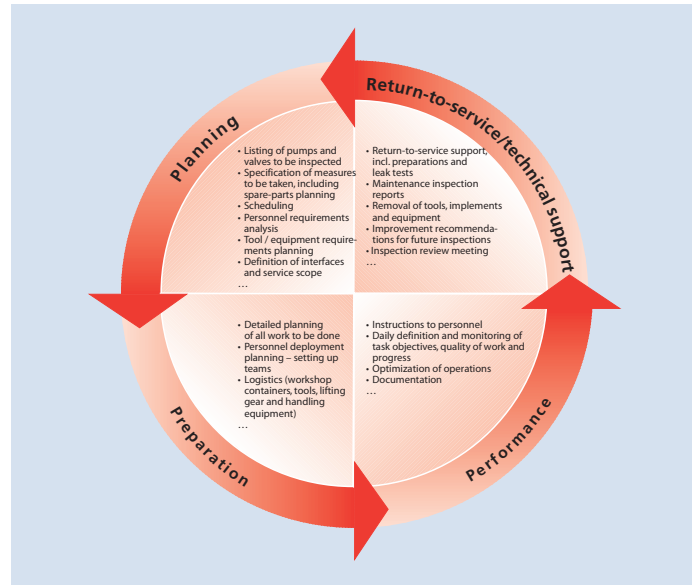 Planning
• Listing of pumps and
valves to be inspected
• Specification of measures
to be taken, including
spare-parts planning
• Scheduling
• Personnel requirements
analysis
• Tool / equipment require-
ments planning
• Definition of interfaces
and service scope
…
Return-to-service/technical support
• Return-to-service support,
incl. preparations and
leak tests
• Maintenance inspection
reports
• Removal of tools, implements
and equipment
• Improvement recommenda-
tions for future inspections
• Inspection review meeting
…
Preparation
• Detailed planning
of all work to be done
• Personnel deployment
planning – setting up
teams
• Logistics (workshop
containers, tools, lifting
gear and handling
equipment)
…
Performance
• Instructions to personnel
• Daily definition and monitoring of
task objectives, quality of work and
progress
• Optimization of operations
• Documentation
…